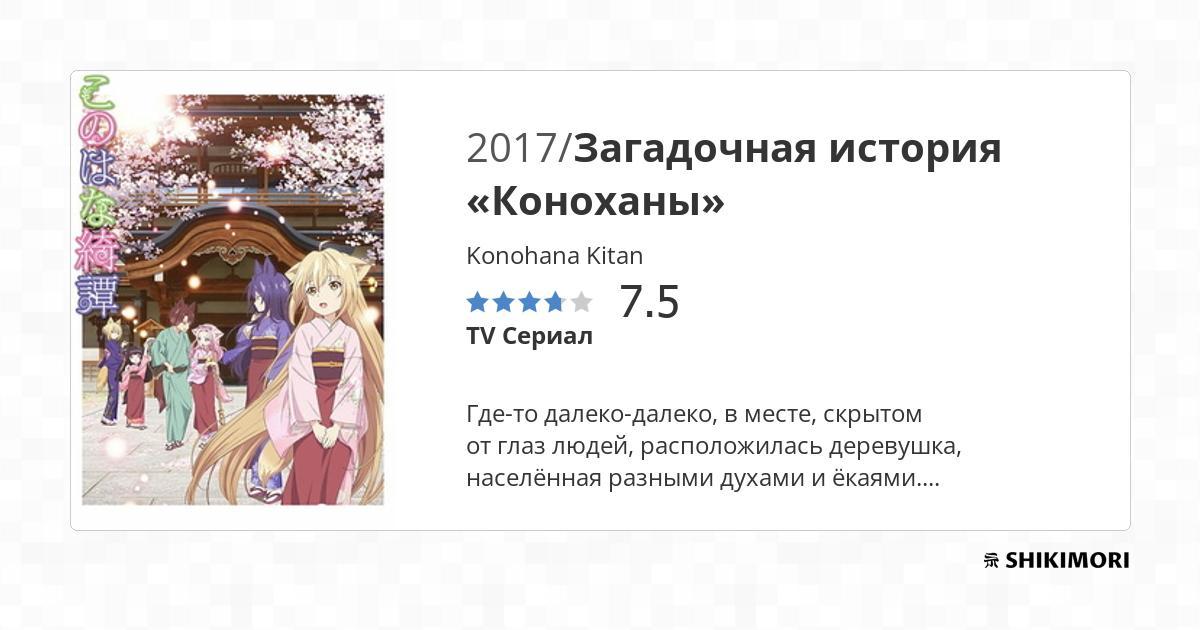 このはな綺譚
2017/Загадочная история
«Коноханы»
Konohana Kitan
7.5
TV Сериал
Где-то далеко-далеко, в месте, скрытом
от глаз людей, расположилась деревушка,
населённая разными духами и ёкаями....
SHIKIMORI